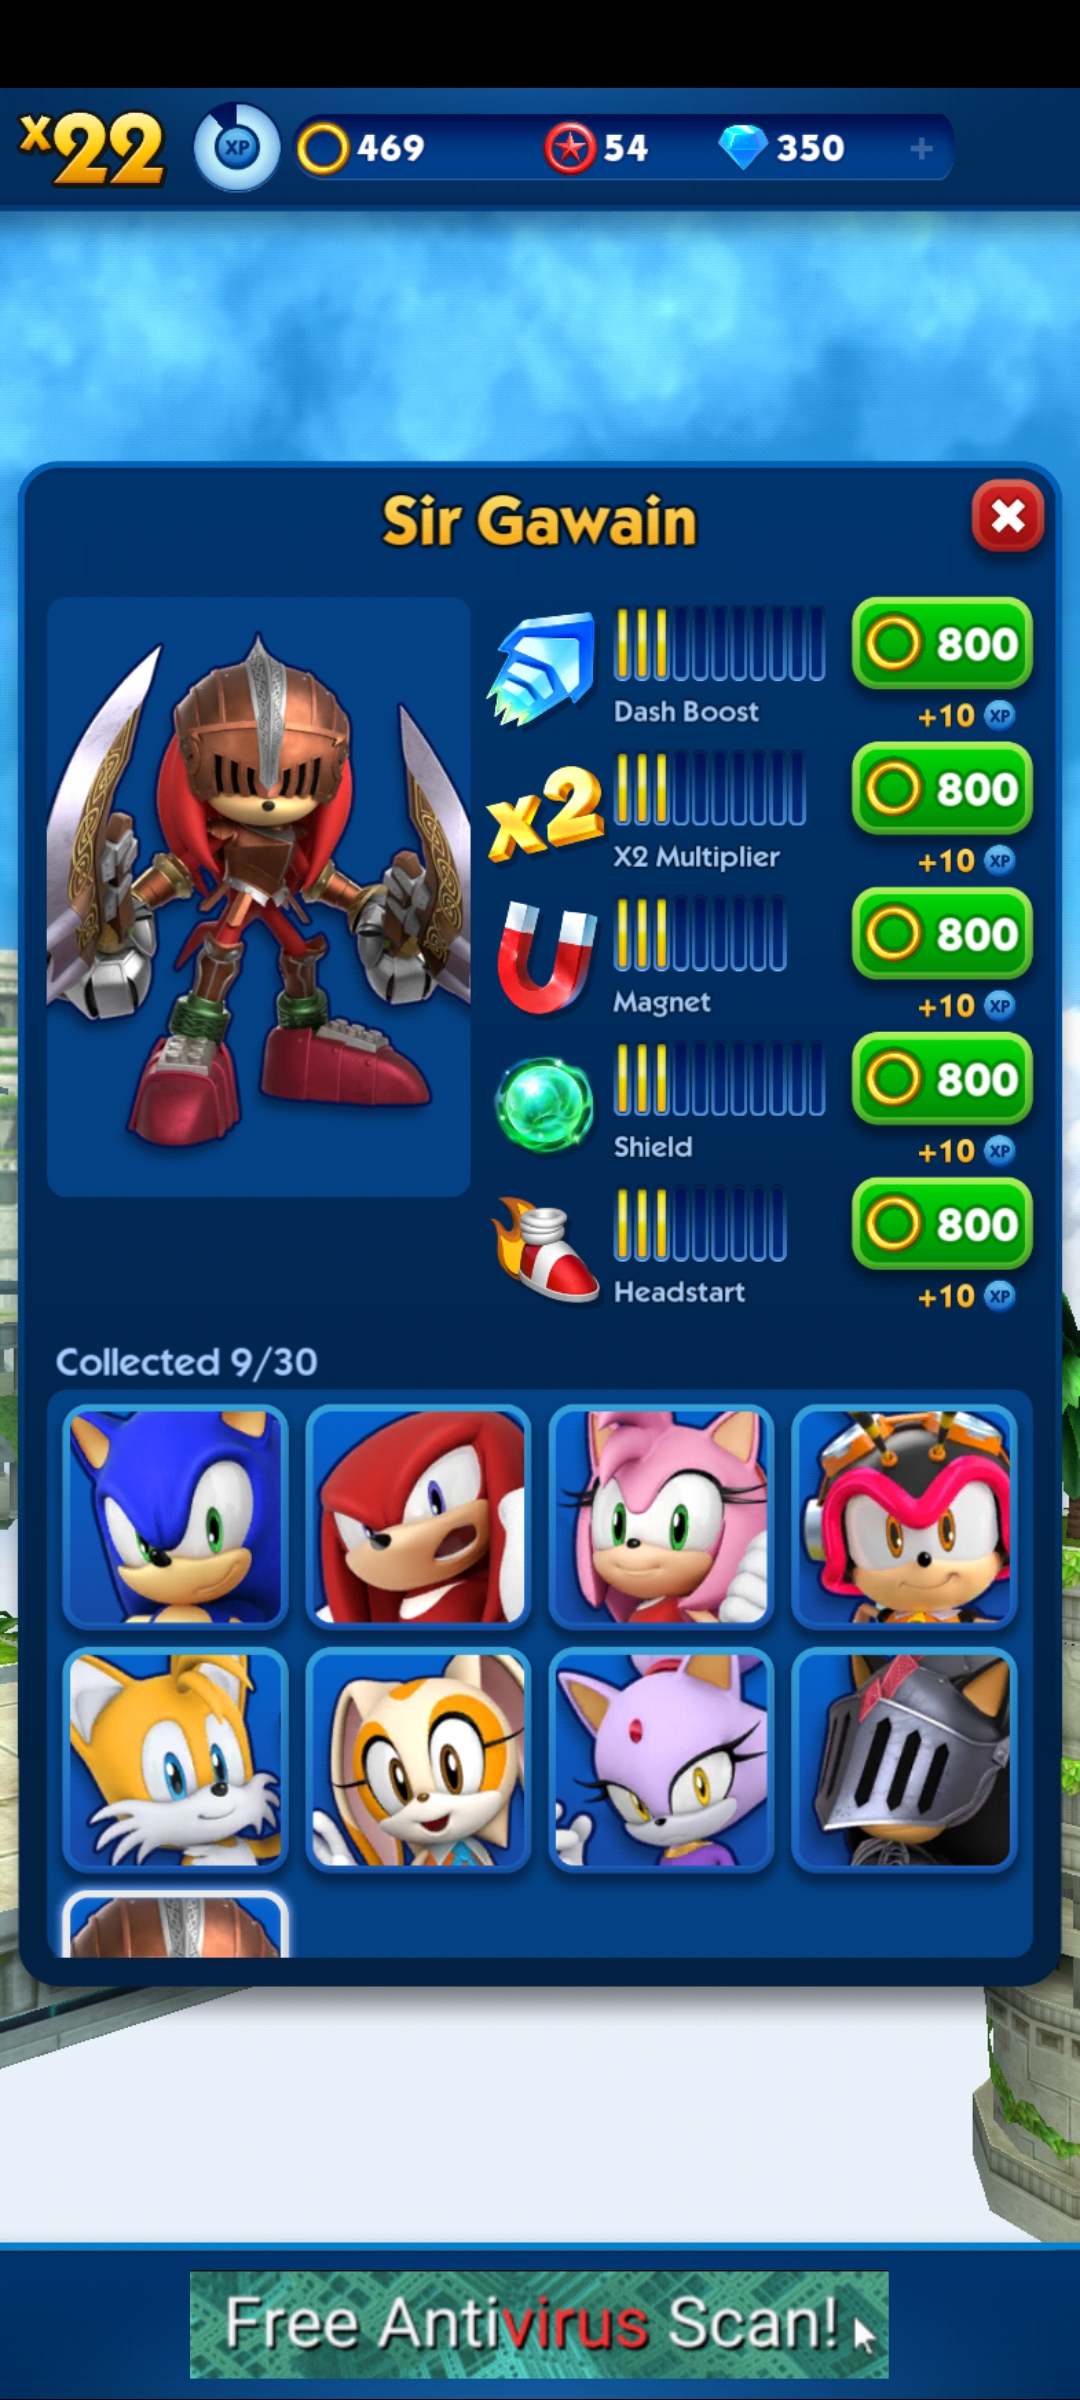 x22 XP 469 54 350 +
Sir Gawain
800
Dash Boost
+10 XP
x2
800
X2 Multiplier
+10 XP
800
Magnet
+10 XP
800
Shield
+10 XP
800
Headstart
+10 XP
Collected 9/30
Free Antivirus Scan!